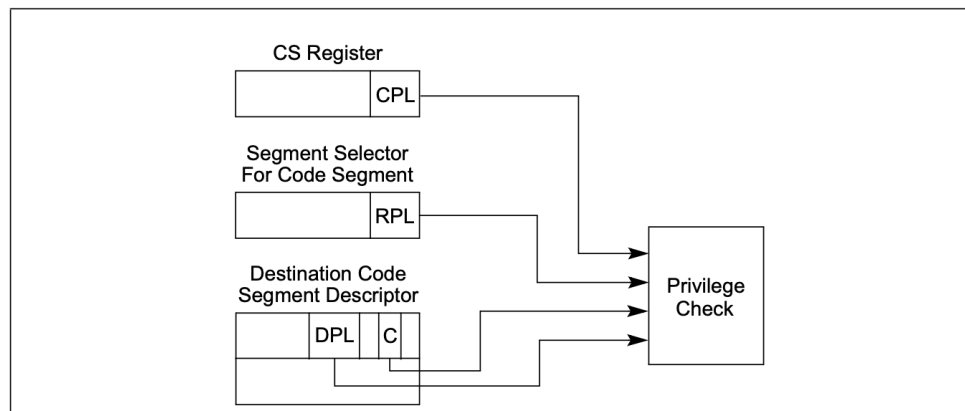 CS Register
CPL
Segment Selector
For Code Segment
RPL
Destination Code
Segment Descriptor
DPL
C
Privilege
Check